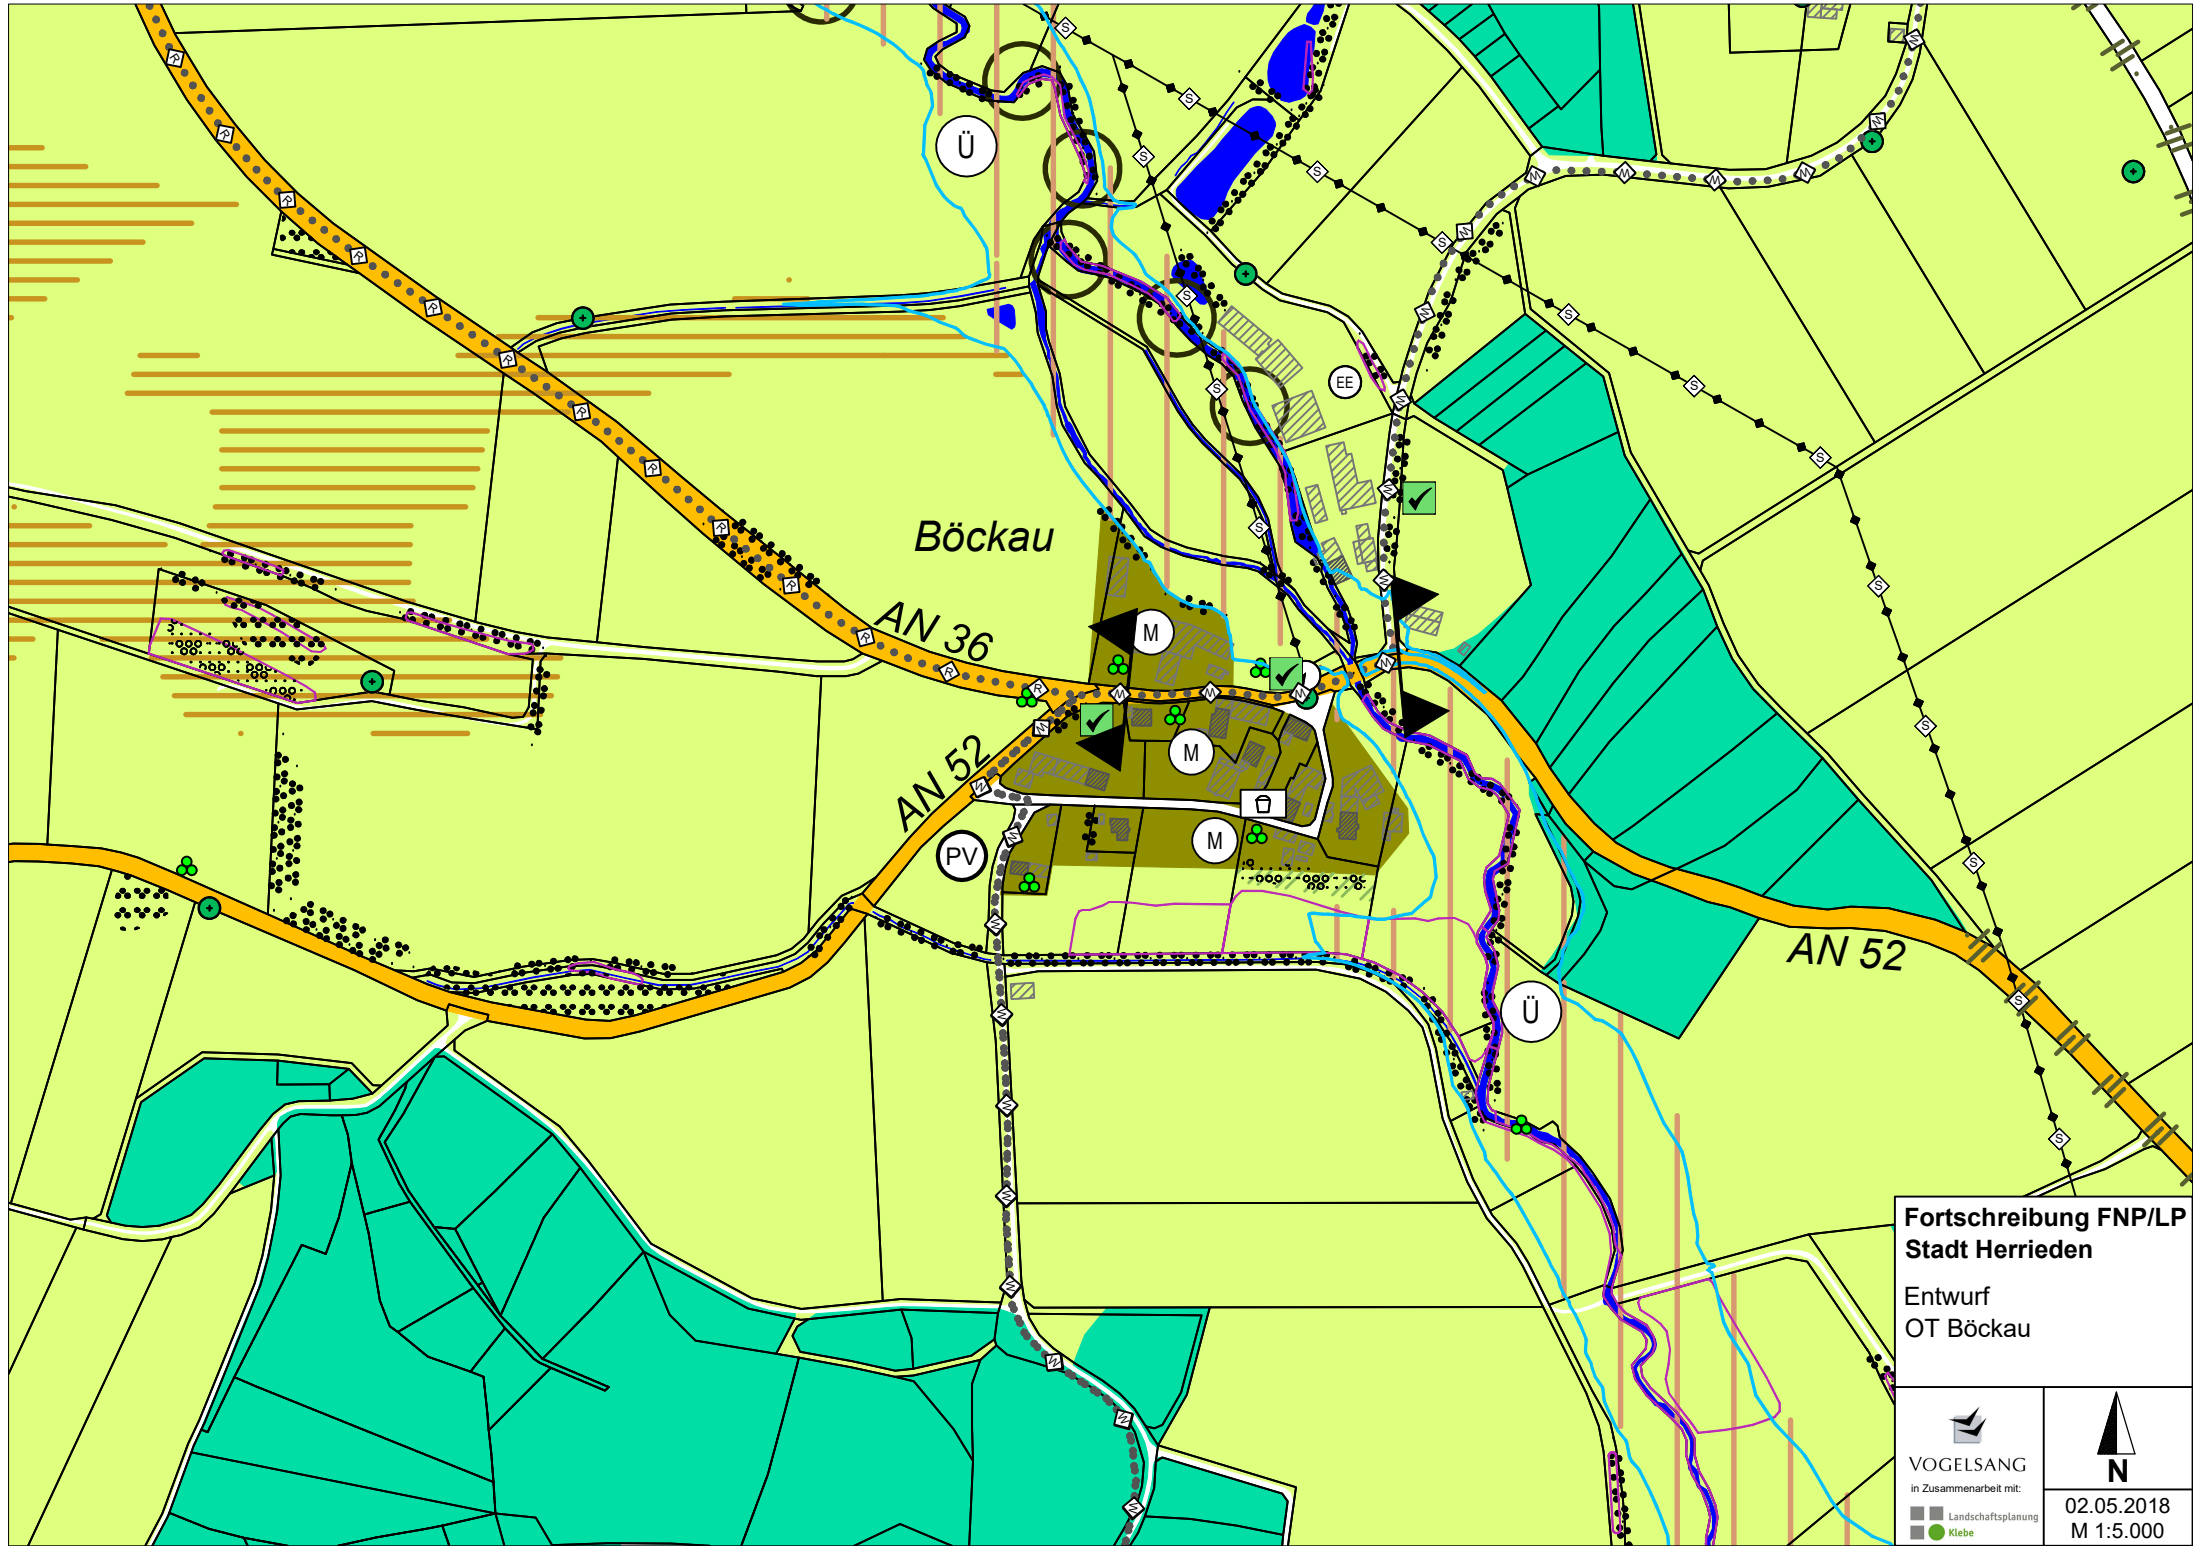 Ü
EE
Böckau
AN 36
M
M
M
AN 52
PV
AN 52
Ü
Fortschreibung FNP/LP
Stadt Herrieden
Entwurf
OT Böckau
VOGELSANG
in Zusammenarbeit mit:
Landschaftsplanung
Klebe
N
02.05.2018
M 1:5.000